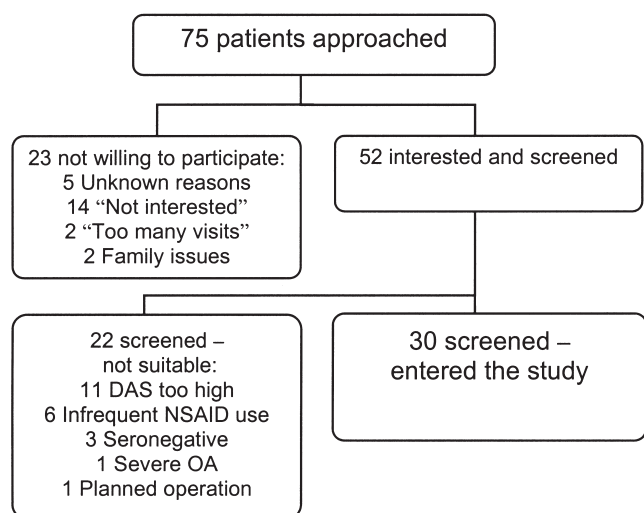 75 patients approached
23 not willing to participate:
5 Unknown reasons
14 “Not interested”
2 “Too many visits”
2 Family issues
52 interested and screened
22 screened –
not suitable:
11 DAS too high
6 Infrequent NSAID use
3 Seronegative
1 Severe OA
1 Planned operation
30 screened –
entered the study